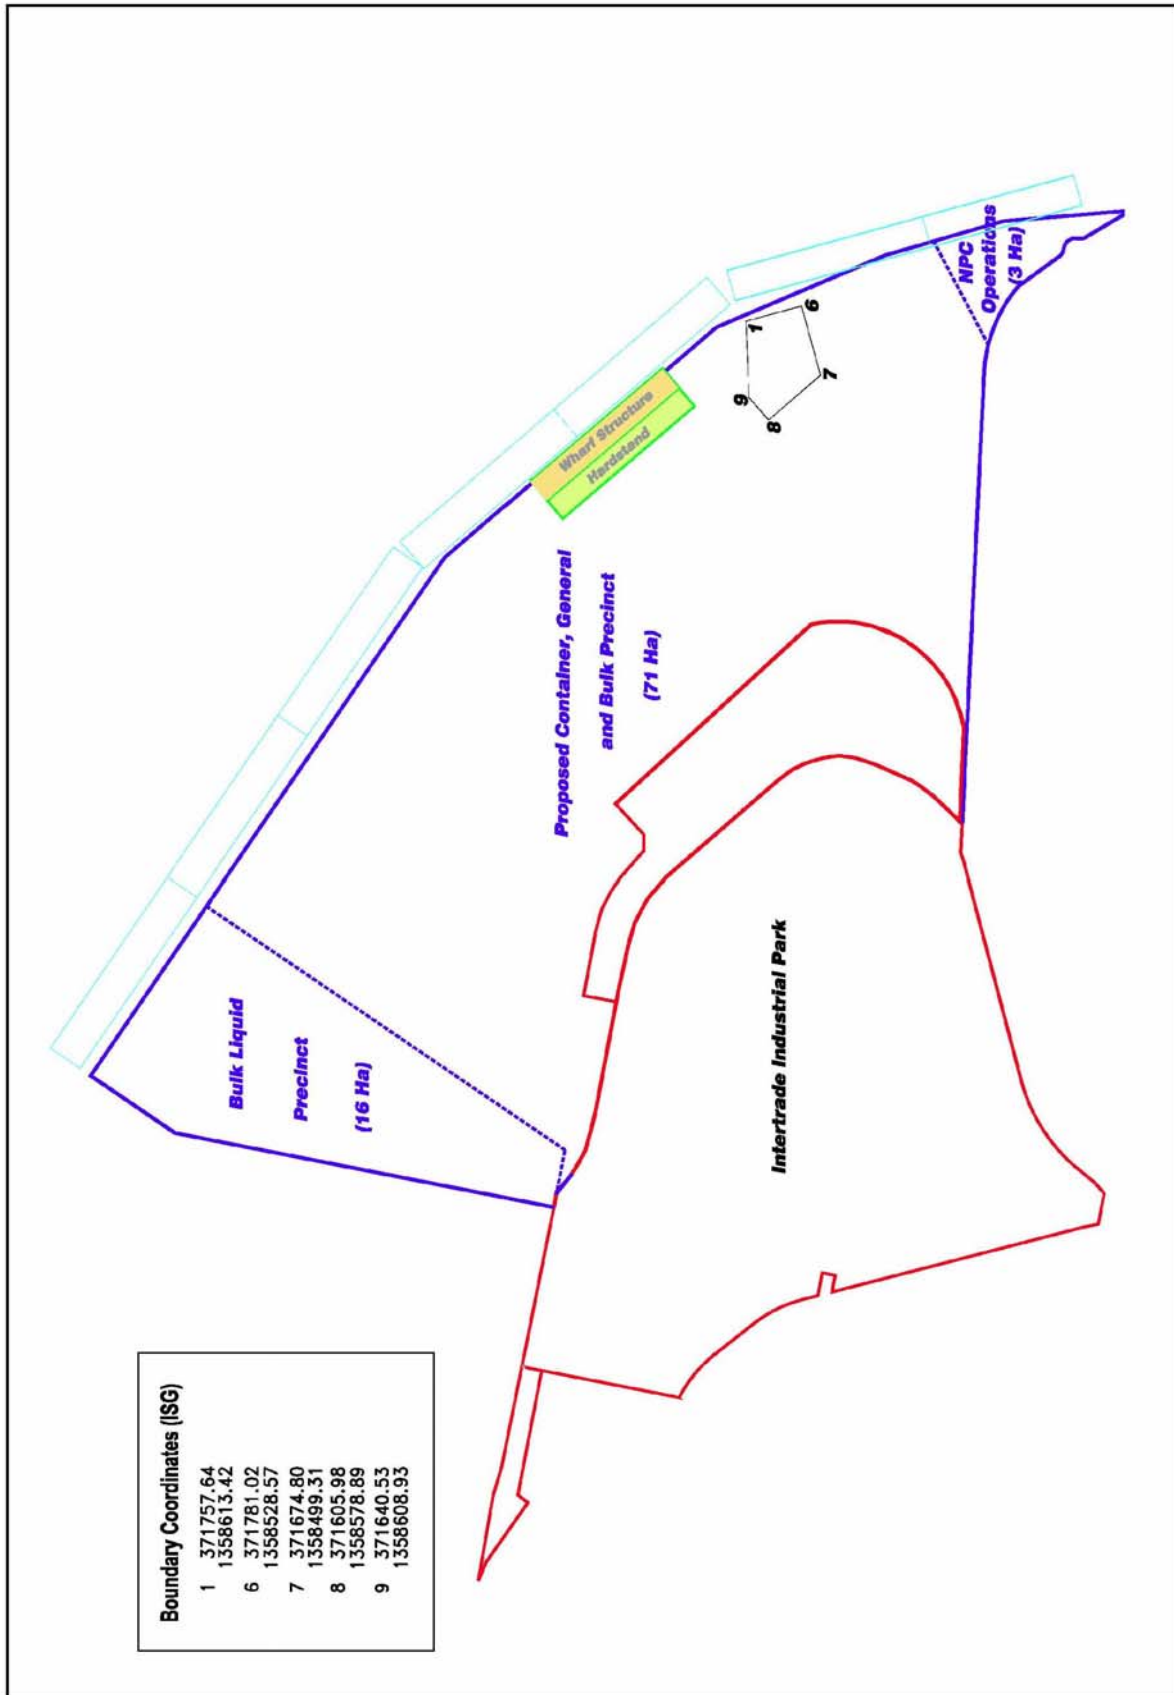 Boundary Coordinates (ISG)
1 371757.64
1358613.42
6 371781.02
1358528.57
7 371674.80
1358499.31
8 371605.98
1358578.89
9 371640.53
1358608.93
Bulk Liquid
Precinct
(16 Ha)
Proposed Container, General
and Bulk Precinct
(71 Ha)
Wharf Structure
Hardstand
1
6
7
8
9
NPC
Operations
(3 Ha)
Intertrade Industrial Park